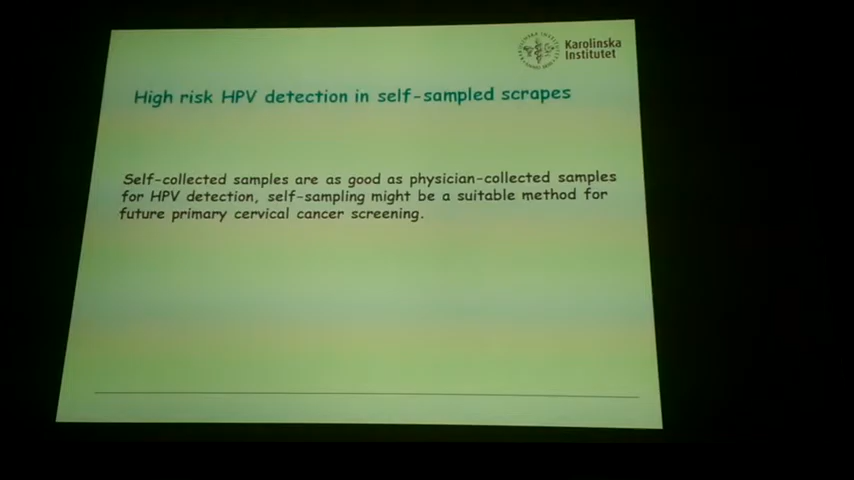 Karolinska
Institutet
High risk HPV detection in self-sampled scrapes
Self-collected samples are as good as physician-collected samples
for HPV detection, self-sampling might be a suitable method for
future primary cervical cancer screening.